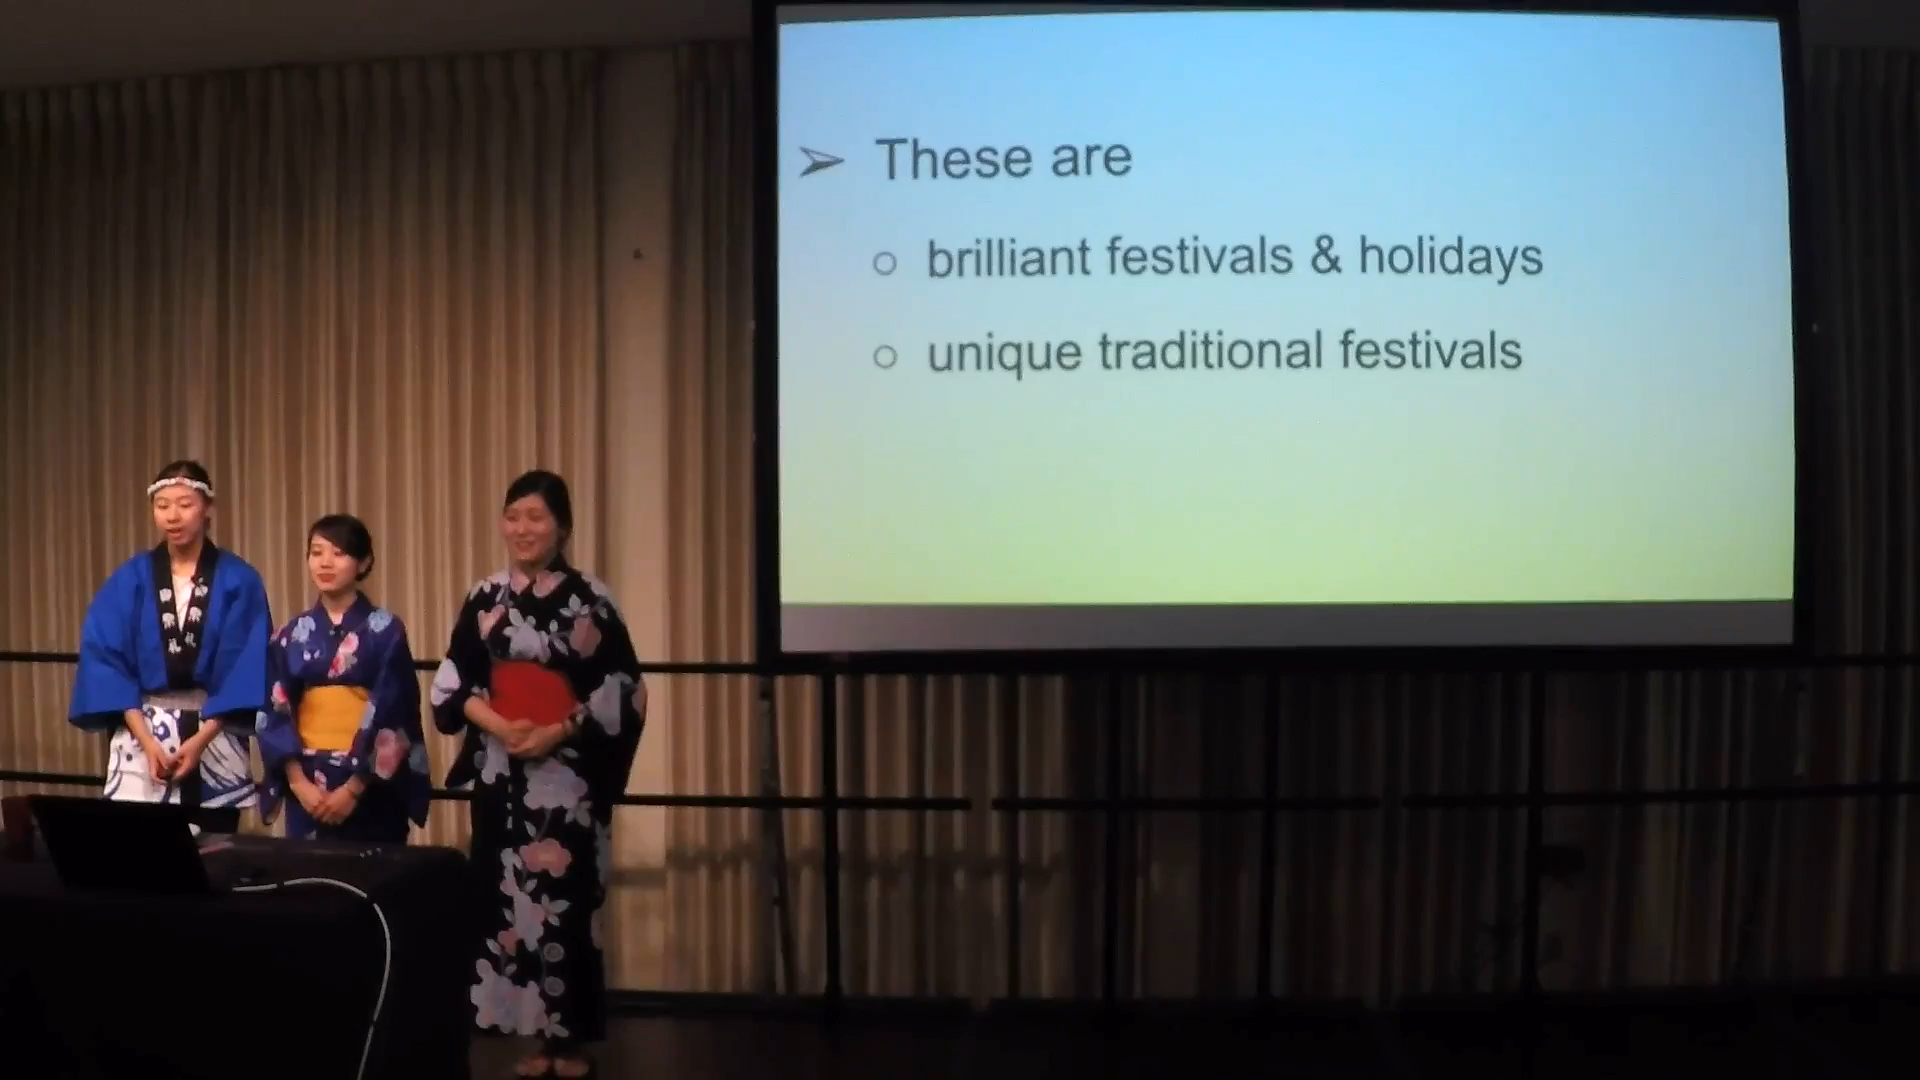 ➢ These are
○ brilliant festivals & holidays
○ unique traditional festivals